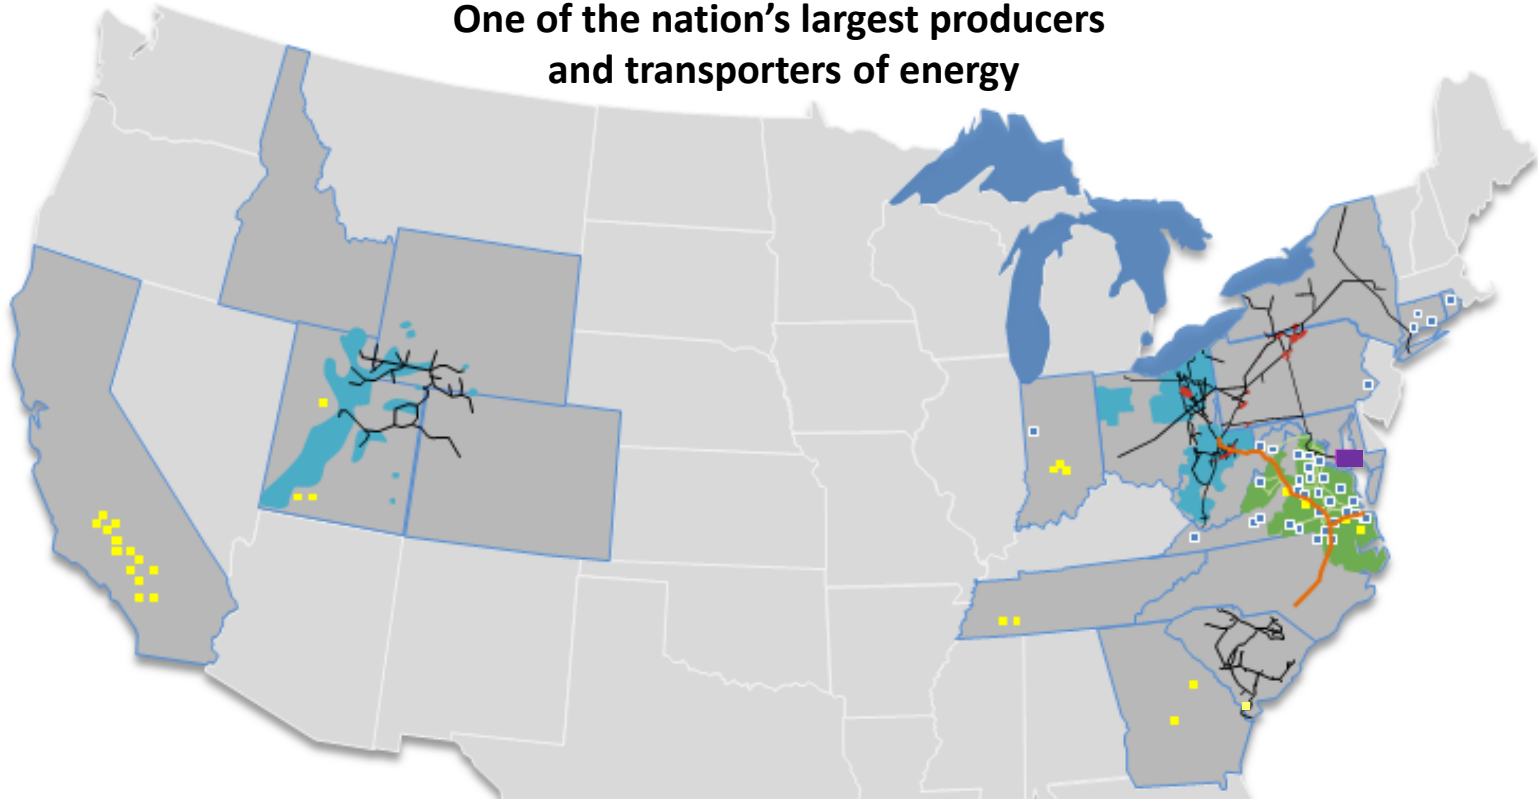 One of the nation’s largest producers
and transporters of energy